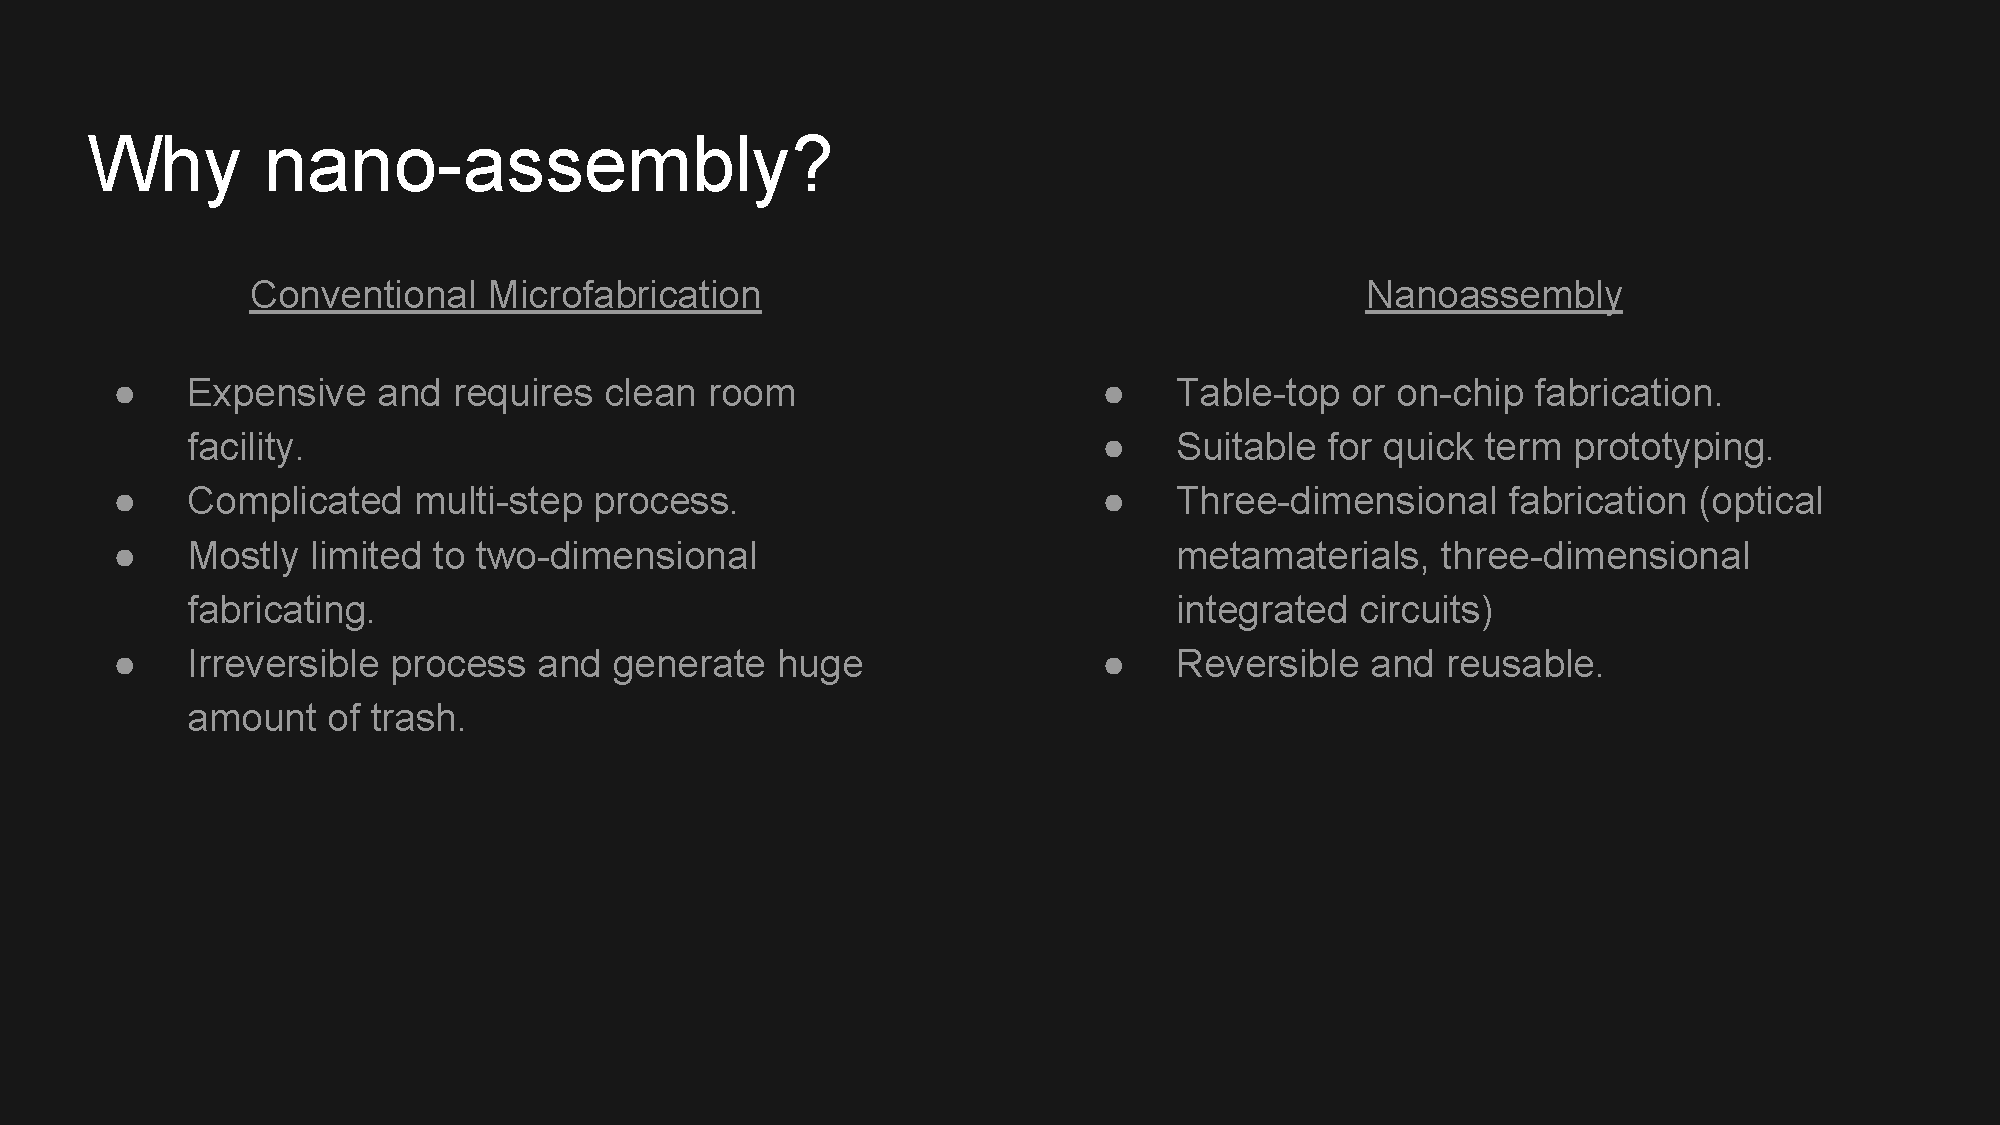 Why nano-assembly?
Conventional Microfabrication
● Expensive and requires clean room
facility.
● Complicated multi-step process.
● Mostly limited to two-dimensional
fabricating.
● Irreversible process and generate huge
amount of trash.
Nanoassembly
● Table-top or on-chip fabrication.
● Suitable for quick term prototyping.
● Three-dimensional fabrication (optical
metamaterials, three-dimensional
integrated circuits)
● Reversible and reusable.